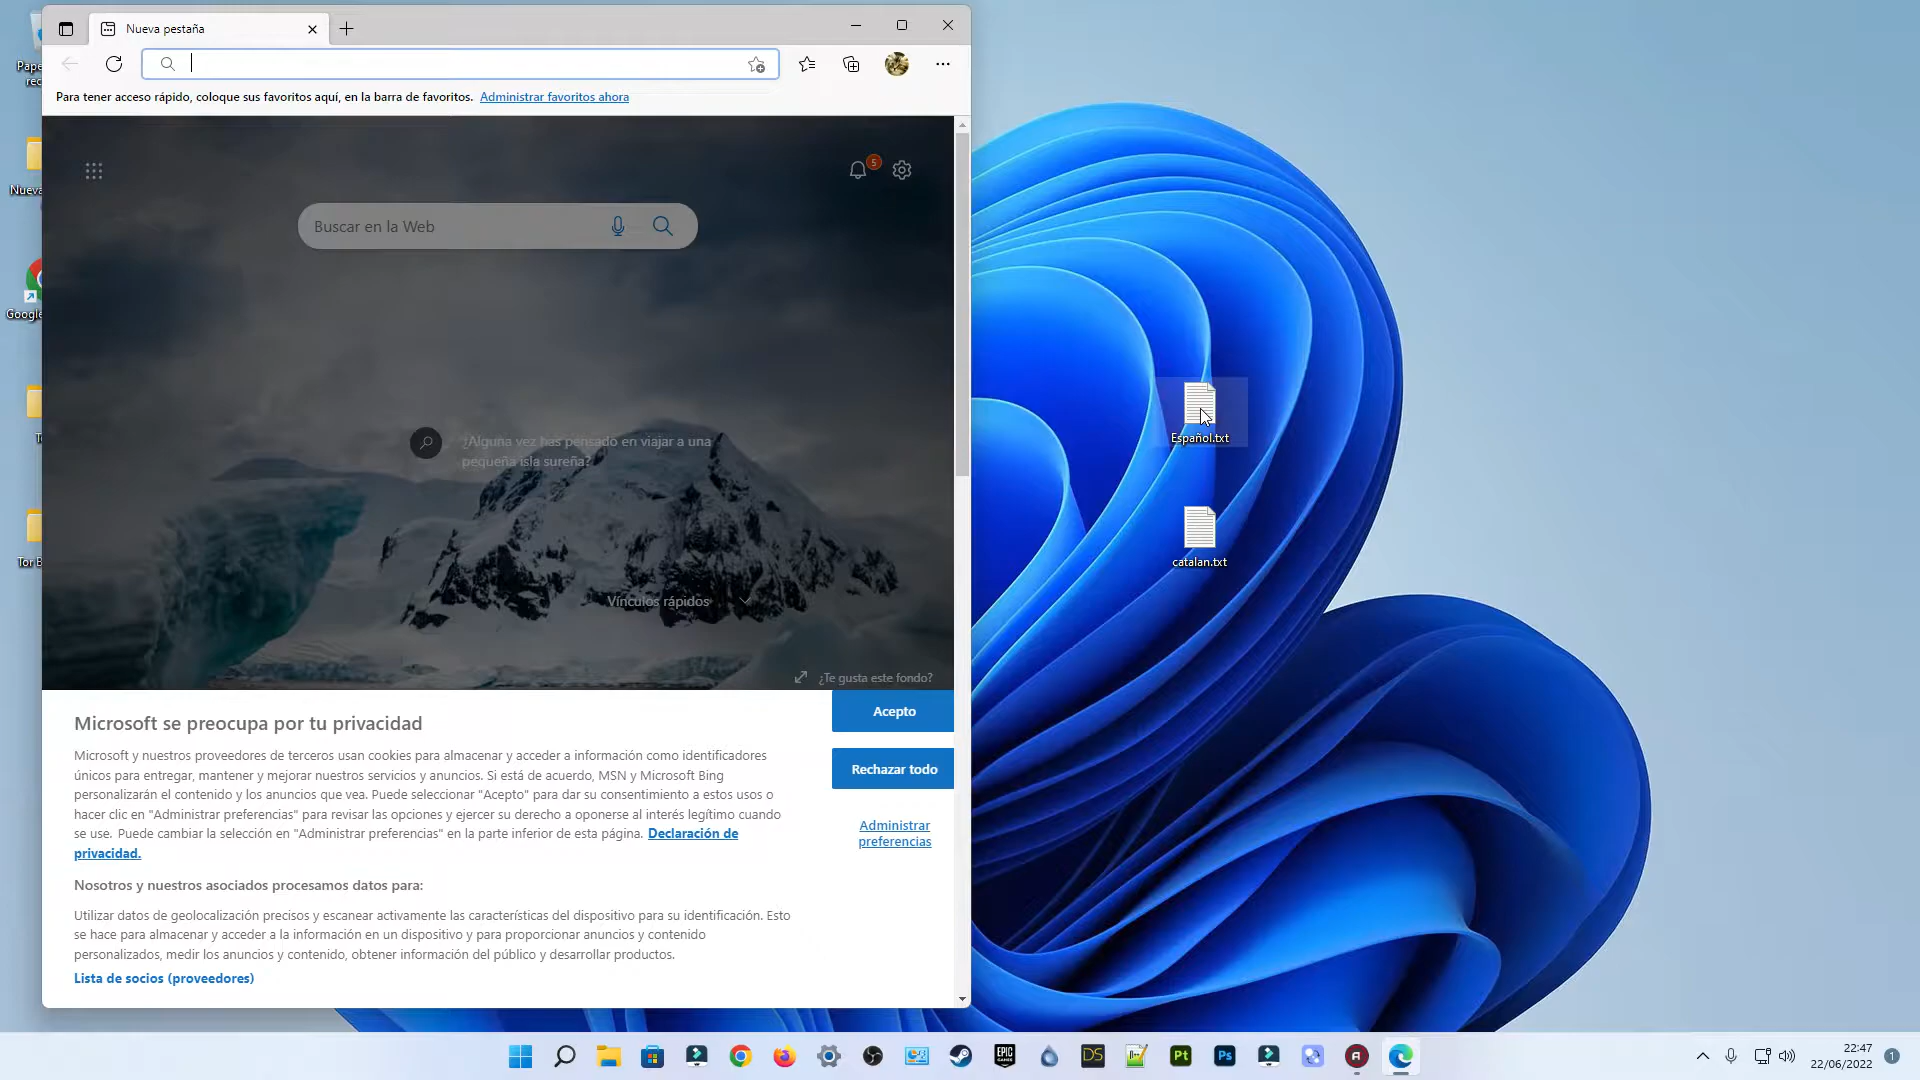 Nueva pestaña
Para tener acceso rápido, coloque sus favoritos aquí, en la barra de favoritos. Administrar favoritos ahora
5
Buscar en la Web
¿Alguna vez has pensado en viajar a una
pequeña isla sureña?
Vínculos rápidos
¿Te gusta este fondo?
Microsoft se preocupa por tu privacidad
Microsoft y nuestros proveedores de terceros usan cookies para almacenar y acceder a información como identificadores
únicos para entregar, mantener y mejorar nuestros servicios y anuncios. Si está de acuerdo, MSN y Microsoft Bing
personalizarán el contenido y los anuncios que vea. Puede seleccionar "Acepto" para dar su consentimiento a estos usos o
hacer clic en "Administrar preferencias" para revisar las opciones y ejercer su derecho a oponerse al interés legítimo cuando
se use. Puede cambiar la selección en "Administrar preferencias" en la parte inferior de esta página. Declaración de
privacidad.
Acepto
Rechazar todo
Administrar
preferencias
Nosotros y nuestros asociados procesamos datos para:
Utilizar datos de geolocalización precisos y escanear activamente las características del dispositivo para su identificación. Esto
se hace para almacenar y acceder a la información en un dispositivo y para proporcionar anuncios y contenido
personalizados, medir los anuncios y contenido, obtener información del público y desarrollar productos.
Lista de socios (proveedores)
Español.txt
catalan.txt
Google
EPIC
GAMES
DS
Pt
Ps
22:47
22/06/2022
1